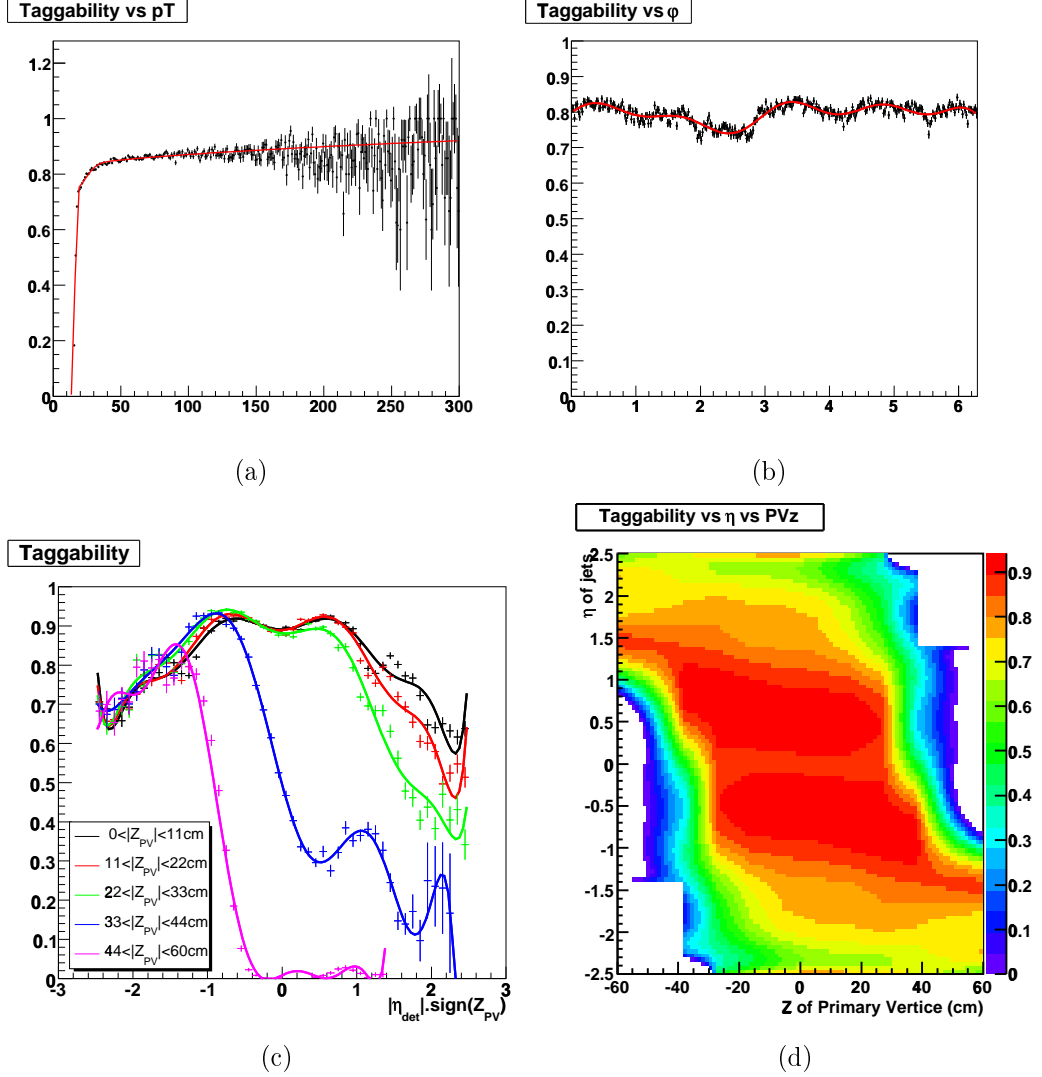 Taggability vs pT
1.2
1
0.8
0.6
0.4
0.2
0
0 50 100 150 200 250 300
(a)
Taggability vs φ
1
0.9
0.8
0.7
0.6
0.5
0.4
0.3
0.2
0.1
0
0 1 2 3 4 5 6
(b)
Taggability
1
0.9
0.8
0.7
0.6
0.5
0.4
0.3
0.2
0.1
0
0<|Z_PV|<11cm
11<|Z_PV|<22cm
22<|Z_PV|<33cm
33<|Z_PV|<44cm
44<|Z_PV|<60cm
-3 -2 -1 0 1 2 3
|η_det|.sign(Z_PV)
(c)
Taggability vs η vs PVz
η of jets
2.5
2
1.5
1
0.5
0
-0.5
-1
-1.5
-2
-2.5
-60 -40 -20 0 20 40 60
Z of Primary Vertice (cm)
0.9
0.8
0.7
0.6
0.5
0.4
0.3
0.2
0.1
0
(d)